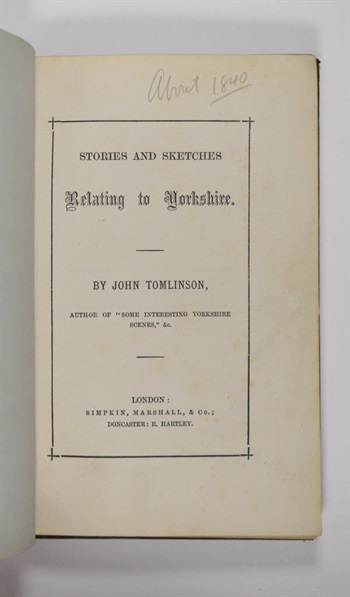 About 1840
STORIES AND SKETCHES
Relating to Yorkshire.
BY JOHN TOMLINSON,
AUTHOR OF "SOME INTERESTING YORKSHIRE
SCENES," &c.
LONDON:
SIMPKIN, MARSHALL, & Co.;
DONCASTER: R. HARTLEY.